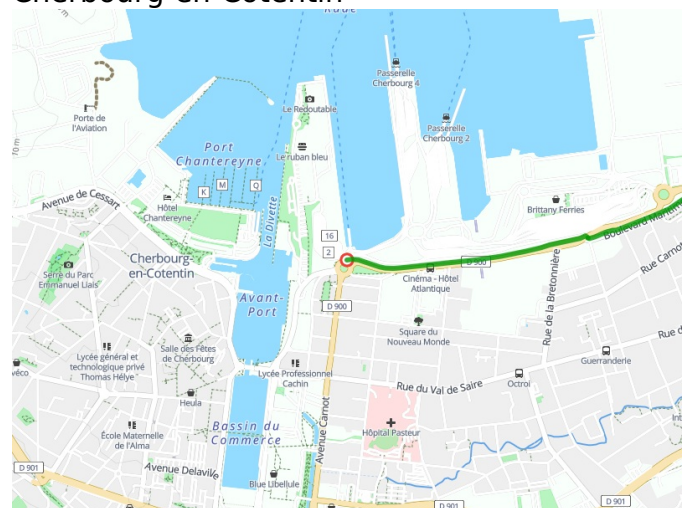 Cherbourg-en-Cotentin
Rade
Passerelle
Cherbourg 4
Porte de
l'Aviation
Le Redoutable
Passerelle
Cherbourg 2
10 m
Port
Chantereyne
Le ruban bleu
K
M
Q
Avenue de Cessart
Hôtel
Chantereyne
La Divette
Brittany Ferries
16
2
Cherbourg-
en-Cotentin
Serre du Parc
Emmanuel Liais
D 900
Cinéma - Hôtel
Atlantique
Rue Carnot
Avant-
Port
D 900
Rue de la Bretonnière
Square du
Nouveau Monde
Salle des Fêtes
de Cherbourg
Lycée général et
technologique privé
Thomas Hélye
Lycée Professionnel
Cachin
Guerranderie
Rue du Val de Saire
Octroi
Heula
Avenue Carnot
École Maternelle
de l'Alma
Bassin du
Commerce
Hôpital Pasteur
D 901
Avenue Delaville
Blue Libellule
D 901
D 901